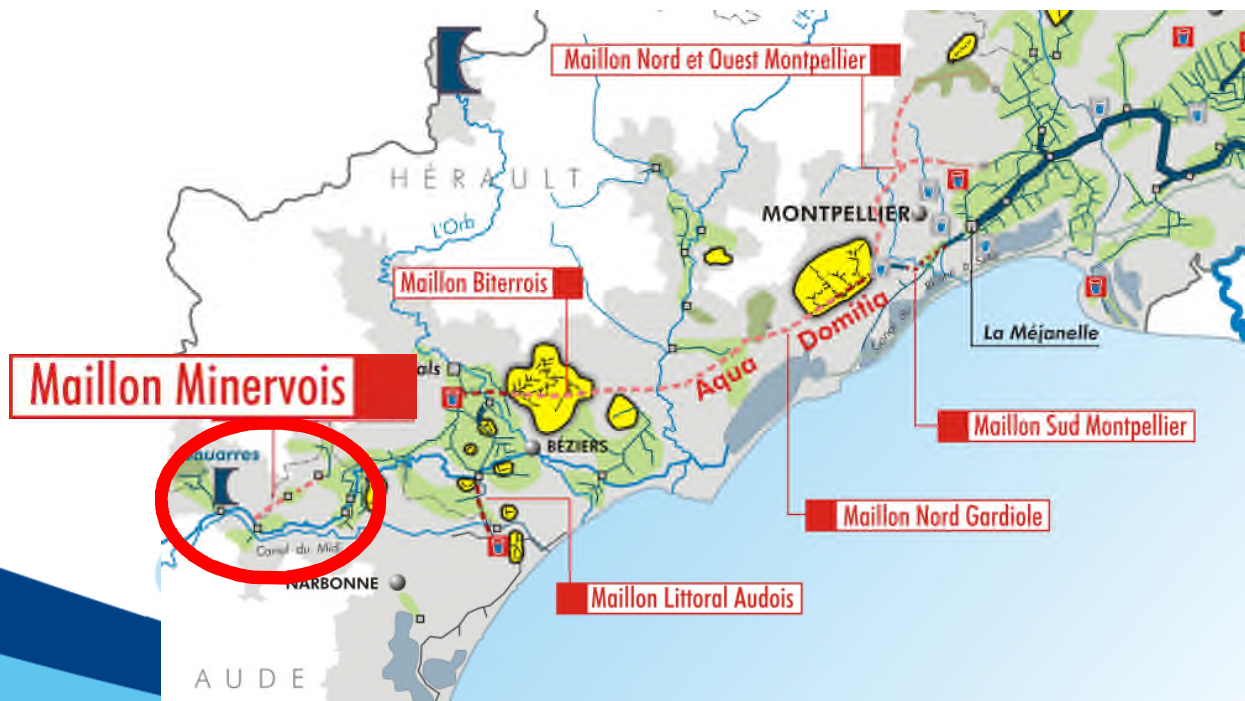 Maillon Nord et Ouest Montpellier
HÉRAULT
L'Orb
MONTPELLIER
Maillon Biterrois
Aqua Domitia
La Méjanelle
Maillon Minervois
Maillon Sud Montpellier
BÉZIERS
Maillon Nord Gardiole
Canal du Midi
NARBONNE
Maillon Littoral Audois
AUDE